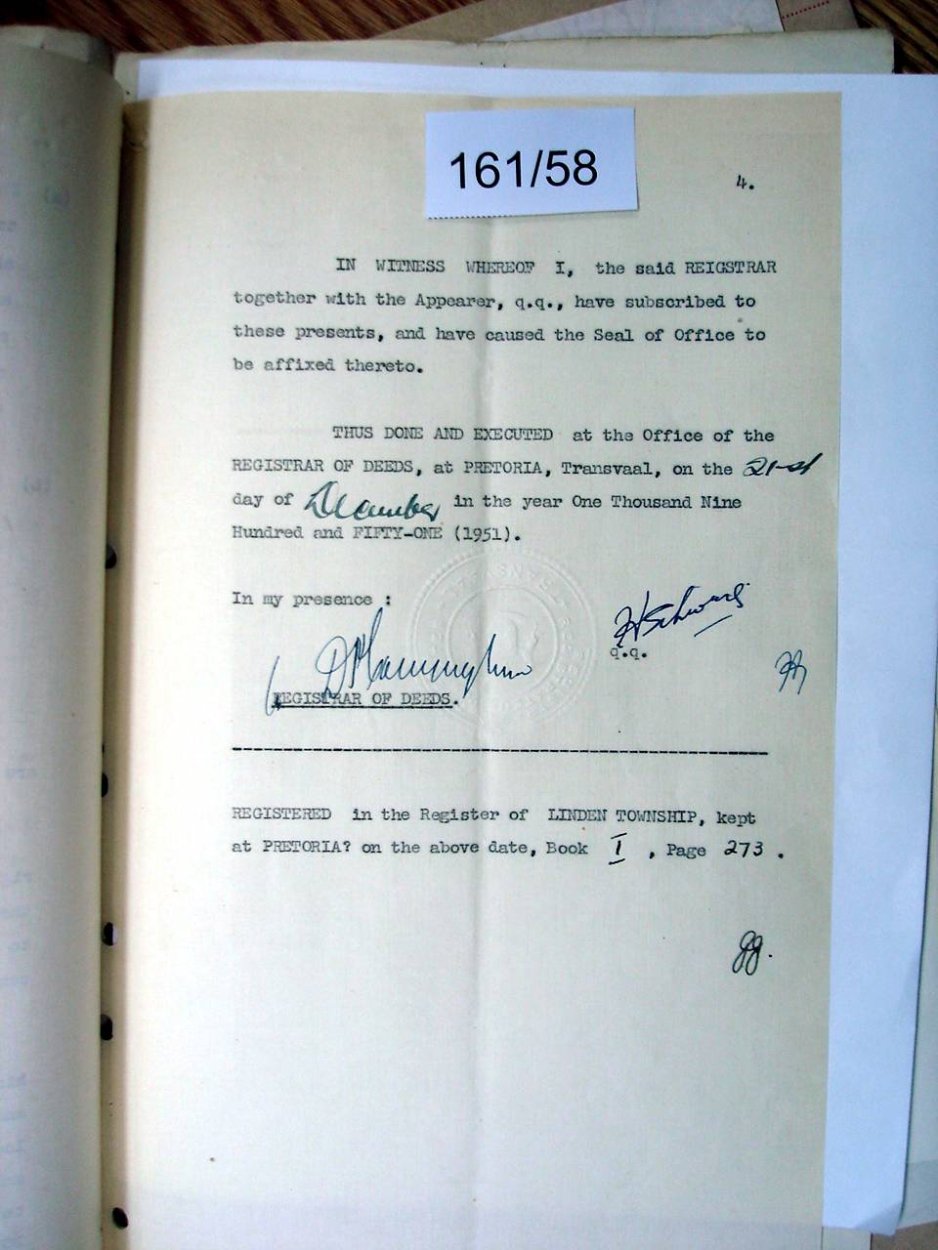 161/58
4.
IN WITNESS WHEREOF I, the said REIGSTRAR
together with the Appearer, q.q., have subscribed to
these presents, and have caused the Seal of Office to
be affixed thereto.
THUS DONE AND EXECUTED at the Office of the
REGISTRAR OF DEEDS, at PRETORIA, Transvaal, on the 21st
day of December in the year One Thousand Nine
Hundred and FIFTY-ONE (1951).
In my presence :
q.q.
REGISTRAR OF DEEDS.
REGISTERED in the Register of LINDEN TOWNSHIP, kept
at PRETORIA? on the above date, Book I , Page 273 .